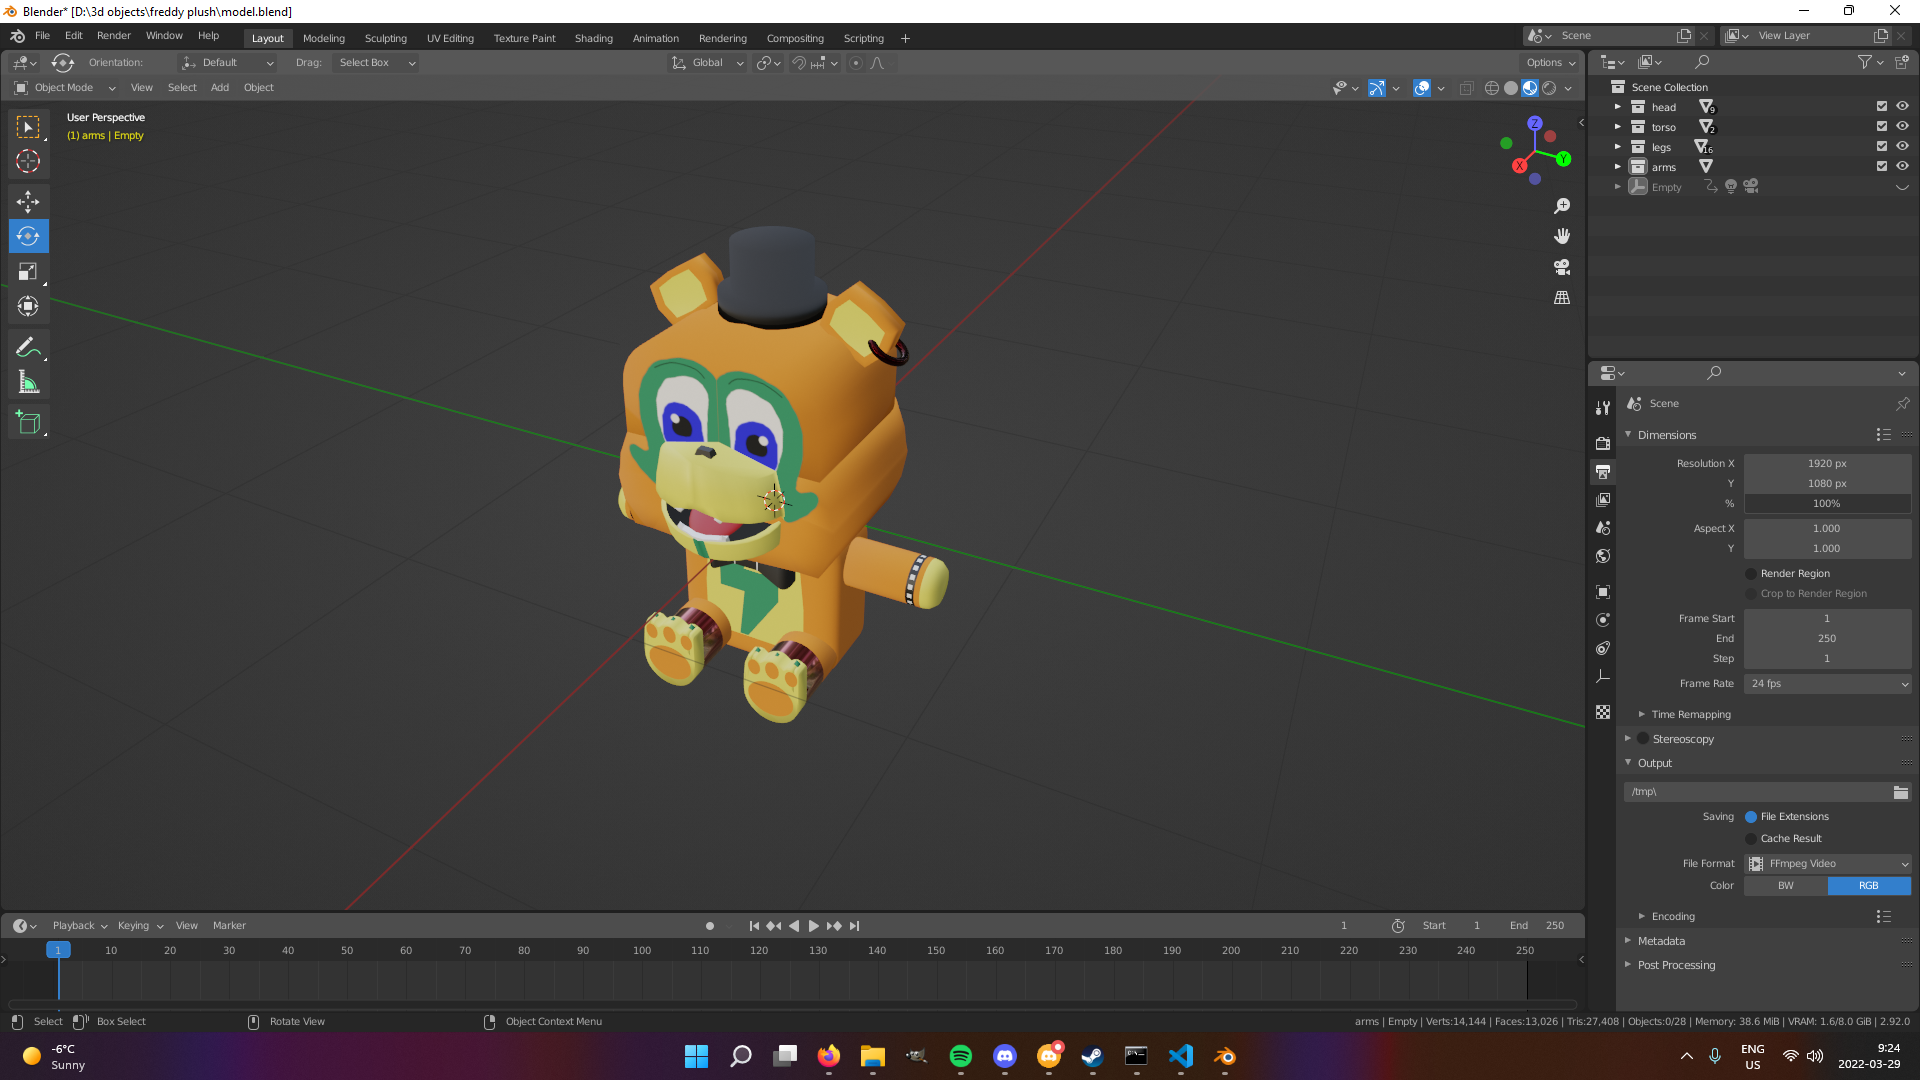 Blender* [D:\3d objects\freddy plush\model.blend]
File Edit Render Window Help Layout Modeling Sculpting UV Editing Texture Paint Shading Animation Rendering Compositing Scripting + Scene View Layer
Orientation: Default Drag: Select Box Global Options
Object Mode View Select Add Object
User Perspective
(1) arms | Empty
Z
Y
X
Scene Collection
head 9
torso 2
legs 16
arms
Empty
Scene
Dimensions
Resolution X 1920 px
Y 1080 px
% 100%
Aspect X 1.000
Y 1.000
Render Region
Crop to Render Region
Frame Start 1
End 250
Step 1
Frame Rate 24 fps
Time Remapping
Stereoscopy
Output
/tmp\
Saving File Extensions
Cache Result
File Format FFmpeg Video
Color BW RGB
Encoding
Metadata
Post Processing
Playback Keying View Marker 1 Start 1 End 250
1 10 20 30 40 50 60 70 80 90 100 110 120 130 140 150 160 170 180 190 200 210 220 230 240 250
Select Box Select Rotate View Object Context Menu arms | Empty | Verts:14,144 | Faces:13,026 | Tris:27,408 | Objects:0/28 | Memory: 38.6 MiB | VRAM: 1.6/8.0 GiB | 2.92.0
-6°C
Sunny
ENG
US
9:24
2022-03-29